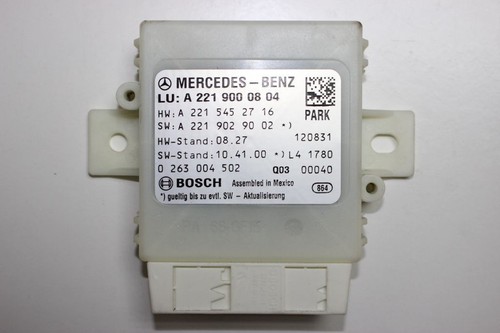 MERCEDES-BENZ
LU: A 221 900 08 04
HW: A 221 545 27 16 PARK
SW: A 221 902 90 02 *)
HW-Stand: 08.27 120831
SW-Stand: 10.41.00 *) L4 1780
0 263 004 502 Q03 00040
BOSCH Assembled in Mexico 864
*) gueltig bis zu evtl. SW - Aktualisierung